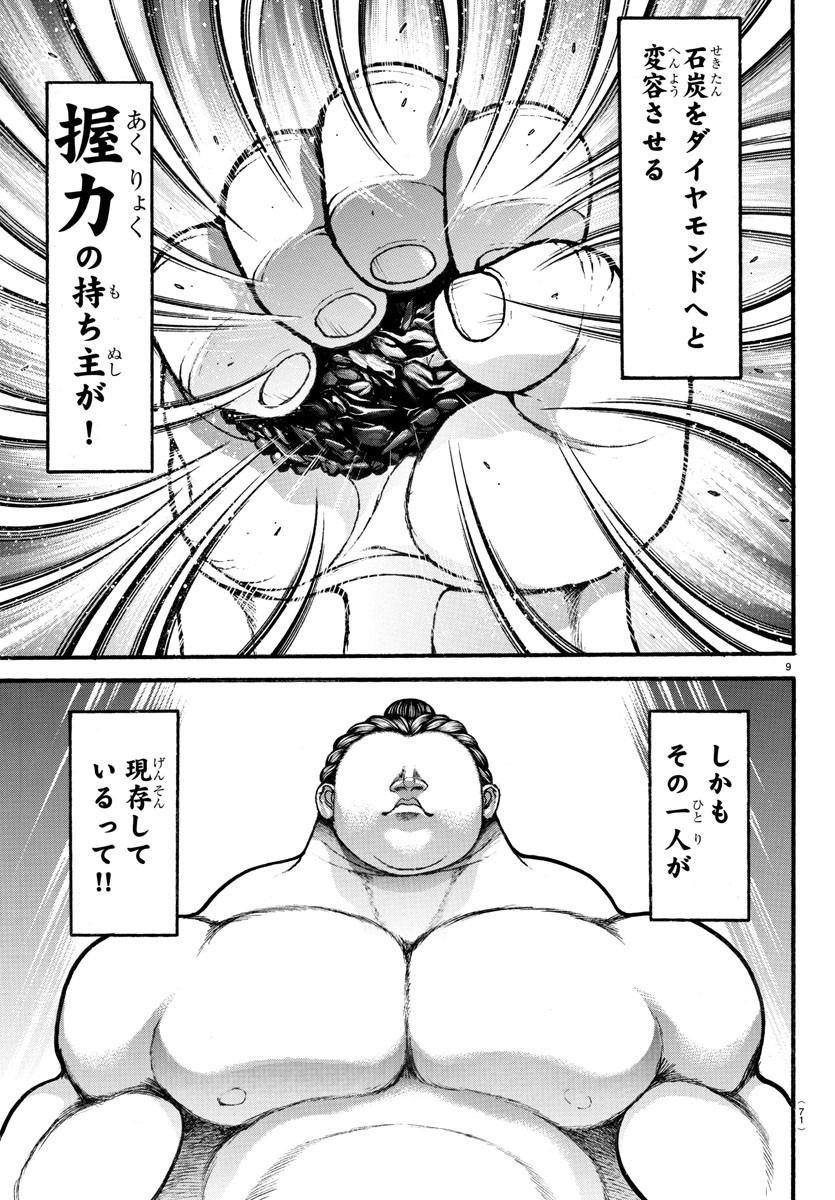 石炭をダイヤモンドへと
変容させる
握力の持ち主が！
9
しかも
その一人が
現存して
いるって!!
(71)